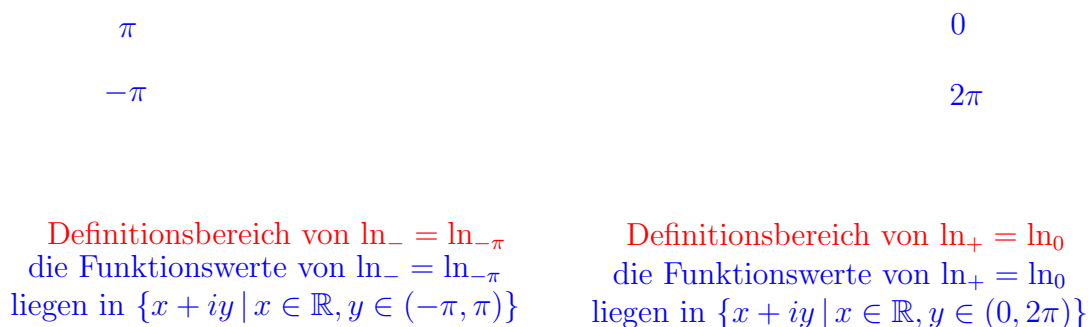 π
−π
Definitionsbereich von ln₋ = ln₋π
die Funktionswerte von ln₋ = ln₋π
liegen in {x + iy | x ∈ ℝ, y ∈ (−π, π)}
0
2π
Definitionsbereich von ln₊ = ln₀
die Funktionswerte von ln₊ = ln₀
liegen in {x + iy | x ∈ ℝ, y ∈ (0, 2π)}